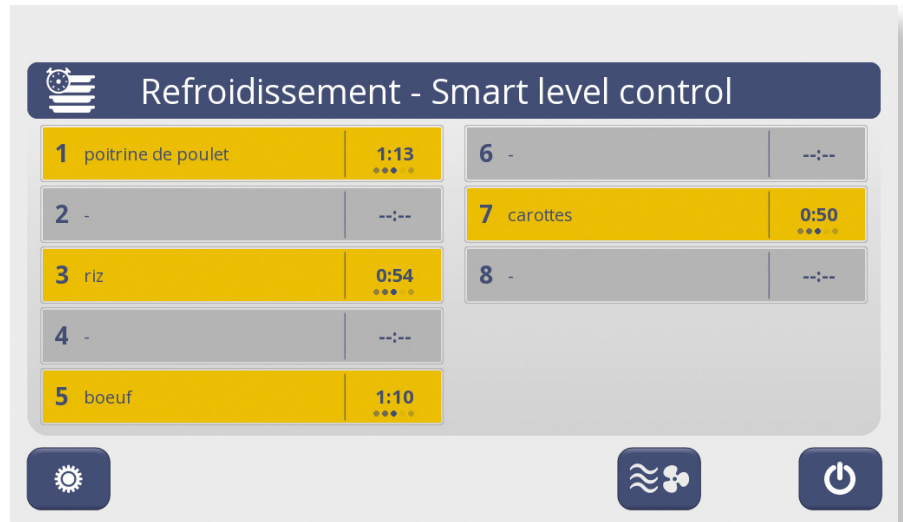 Refroidissement - Smart level control
1 poitrine de poulet 1:13
2 - --:--
3 riz 0:54
4 - --:--
5 boeuf 1:10
6 - --:--
7 carottes 0:50
8 - --:--